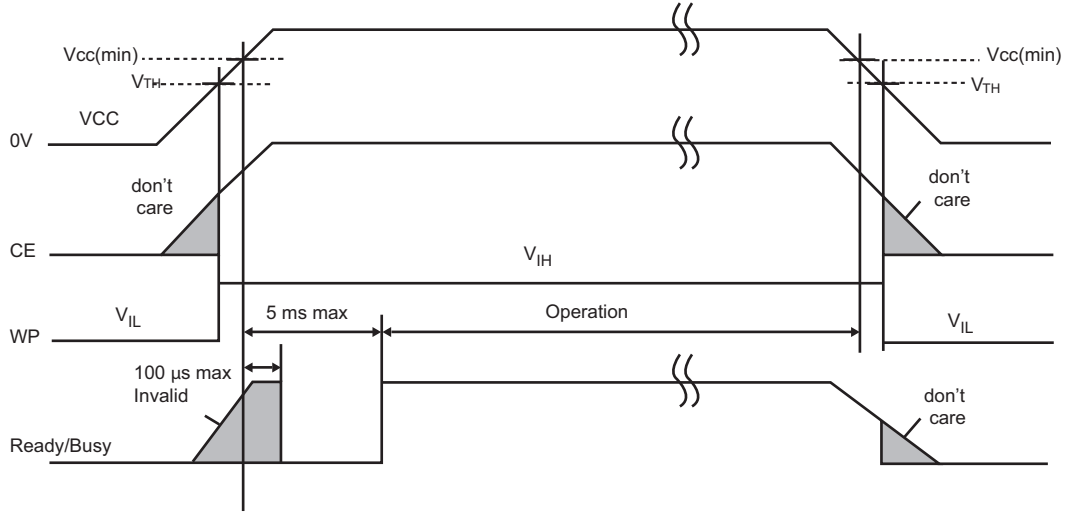 Vcc(min)
Vcc(min)
VTH
VTH
VCC
0V
don't
care
don't
care
CE
VIH
5 ms max
Operation
VIL
VIL
WP
100 µs max
Invalid
don't
care
Ready/Busy